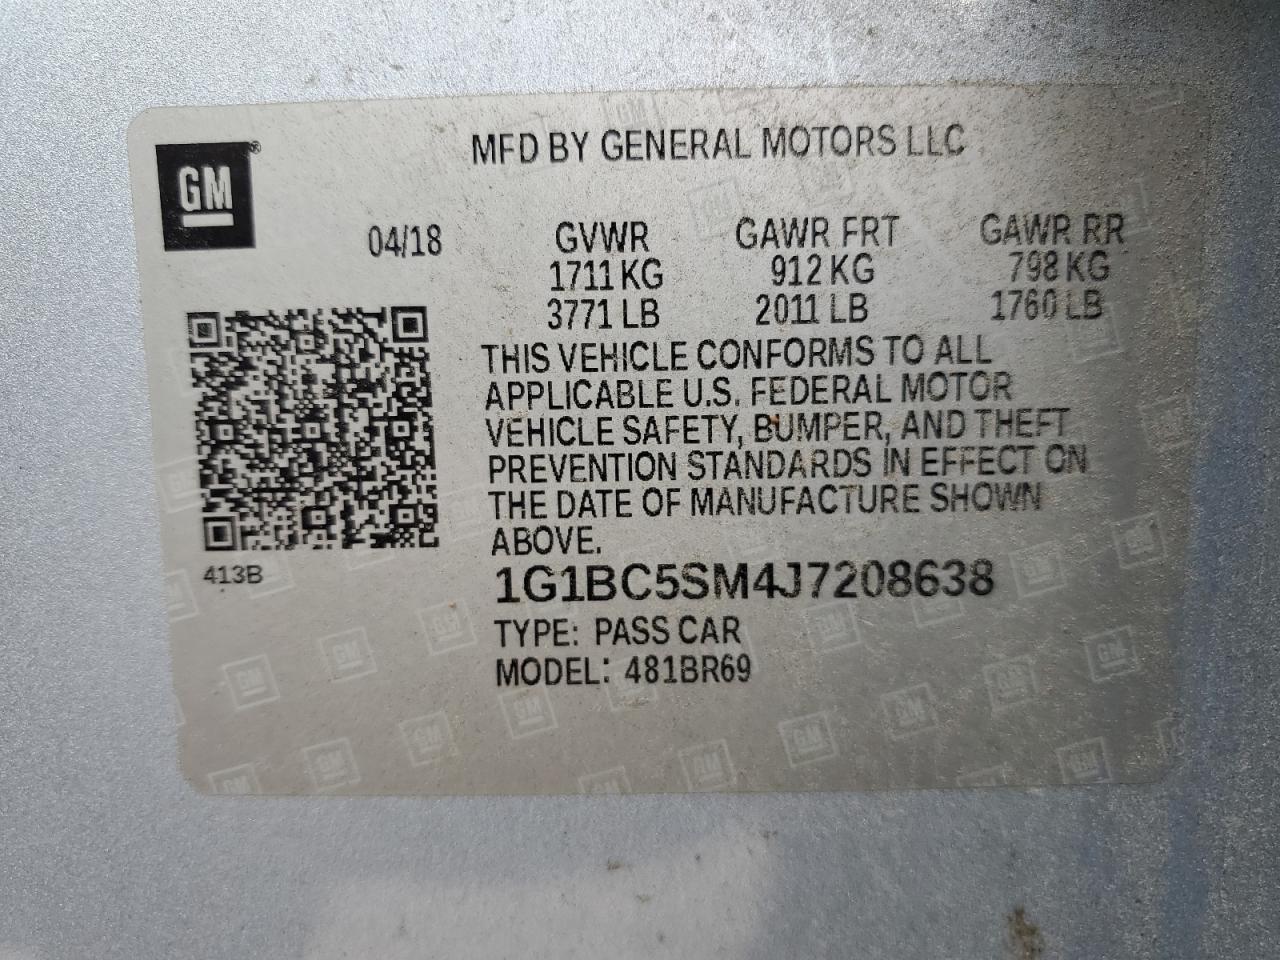 MFD BY GENERAL MOTORS LLC
GM®
04/18 GVWR GAWR FRT GAWR RR
1711 KG 912 KG 798 KG
3771 LB 2011 LB 1760 LB
THIS VEHICLE CONFORMS TO ALL
APPLICABLE U.S. FEDERAL MOTOR
VEHICLE SAFETY, BUMPER, AND THEFT
PREVENTION STANDARDS IN EFFECT ON
THE DATE OF MANUFACTURE SHOWN
ABOVE.
413B
1G1BC5SM4J7208638
TYPE: PASS CAR
MODEL: 481BR69